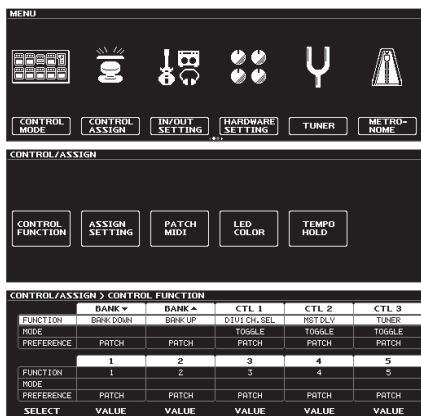 MENU
CONTROL MODE
CONTROL ASSIGN
IN/OUT SETTING
HARDWARE SETTING
TUNER
METRO-NOME
CONTROL/ASSIGN
CONTROL FUNCTION
ASSIGN SETTING
PATCH MIDI
LED COLOR
TEMPO HOLD
CONTROL/ASSIGN > CONTROL FUNCTION
BANK ▼ BANK ▲ CTL 1 CTL 2 CTL 3
FUNCTION BANK DOWN BANK UP DIV1 CH.SEL MST DLY TUNER
MODE TOGGLE TOGGLE TOGGLE
PREFERENCE PATCH PATCH PATCH PATCH PATCH
1 2 3 4 5
FUNCTION 1 2 3 4 5
MODE
PREFERENCE PATCH PATCH PATCH PATCH PATCH
SELECT VALUE VALUE VALUE VALUE VALUE